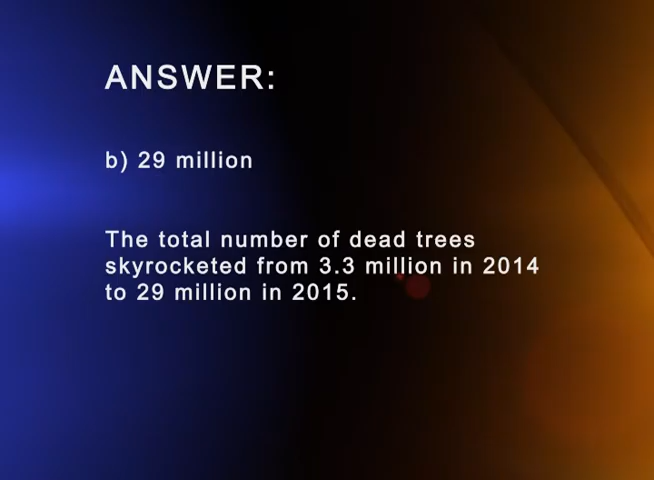 ANSWER:
b) 29 million
The total number of dead trees
skyrocketed from 3.3 million in 2014
to 29 million in 2015.